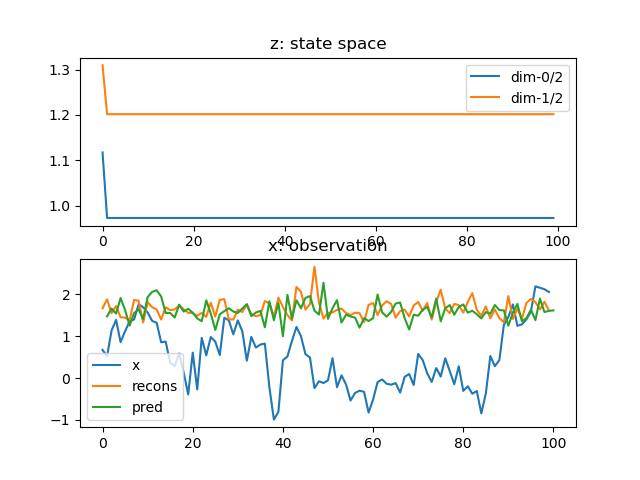 z: state space
1.3
1.2
1.1
1.0
dim-0/2
dim-1/2
0 20 40 60 80 100
x: observation
2
1
0
−1
x
recons
pred
0 20 40 60 80 100